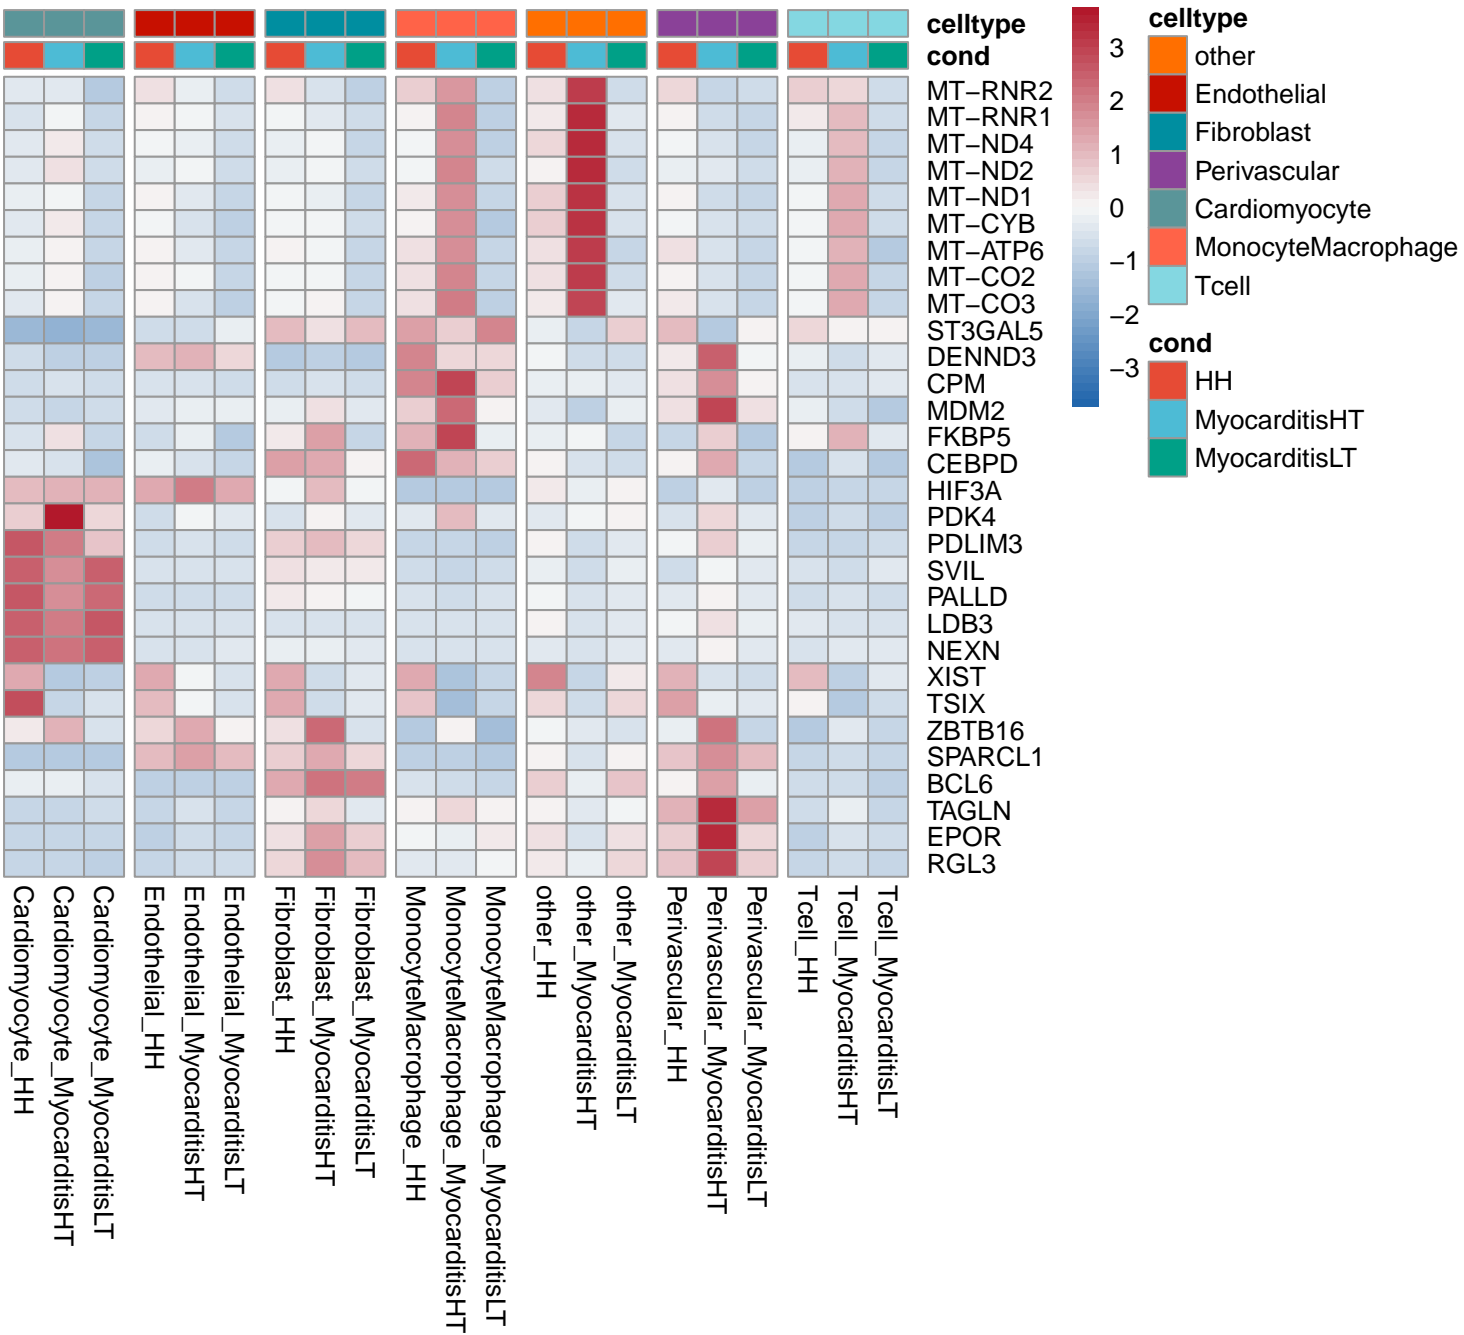 celltype
cond
MT−RNR2
MT−RNR1
MT−ND4
MT−ND2
MT−ND1
MT−CYB
MT−ATP6
MT−CO2
MT−CO3
ST3GAL5
DENND3
CPM
MDM2
FKBP5
CEBPD
HIF3A
PDK4
PDLIM3
SVIL
PALLD
LDB3
NEXN
XIST
TSIX
ZBTB16
SPARCL1
BCL6
TAGLN
EPOR
RGL3
Cardiomyocyte_HH
Cardiomyocyte_MyocarditisHT
Cardiomyocyte_MyocarditisLT
Endothelial_HH
Endothelial_MyocarditisHT
Endothelial_MyocarditisLT
Fibroblast_HH
Fibroblast_MyocarditisHT
Fibroblast_MyocarditisLT
MonocyteMacrophage_HH
MonocyteMacrophage_MyocarditisHT
MonocyteMacrophage_MyocarditisLT
other_HH
other_MyocarditisHT
other_MyocarditisLT
Perivascular_HH
Perivascular_MyocarditisHT
Perivascular_MyocarditisLT
Tcell_HH
Tcell_MyocarditisHT
Tcell_MyocarditisLT
3
2
1
0
−1
−2
−3
celltype
other
Endothelial
Fibroblast
Perivascular
Cardiomyocyte
MonocyteMacrophage
Tcell
cond
HH
MyocarditisHT
MyocarditisLT